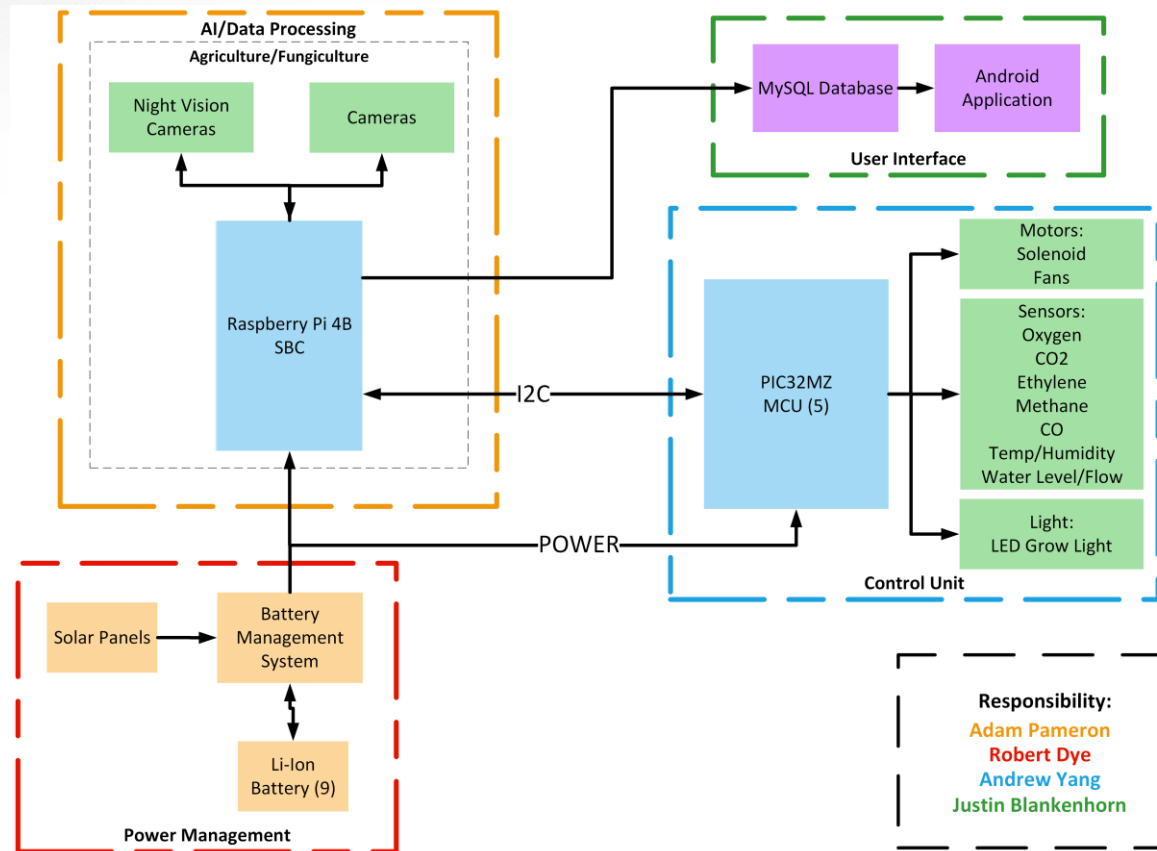 AI/Data Processing
Agriculture/Fungiculture
Night Vision
Cameras
Cameras
Raspberry Pi 4B
SBC
MySQL Database
Android
Application
User Interface
I2C
PIC32MZ
MCU (5)
Motors:
Solenoid
Fans
Sensors:
Oxygen
CO2
Ethylene
Methane
CO
Temp/Humidity
Water Level/Flow
Light:
LED Grow Light
Control Unit
POWER
Solar Panels
Battery
Management
System
Li-Ion
Battery (9)
Power Management
Responsibility:
Adam Pameron
Robert Dye
Andrew Yang
Justin Blankenhorn